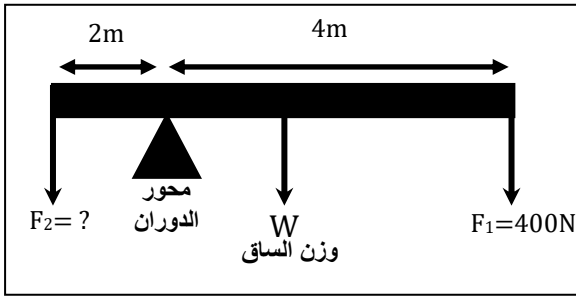 2m 4m
محور
الدوران
F₂= ? W F₁=400N
وزن الساق